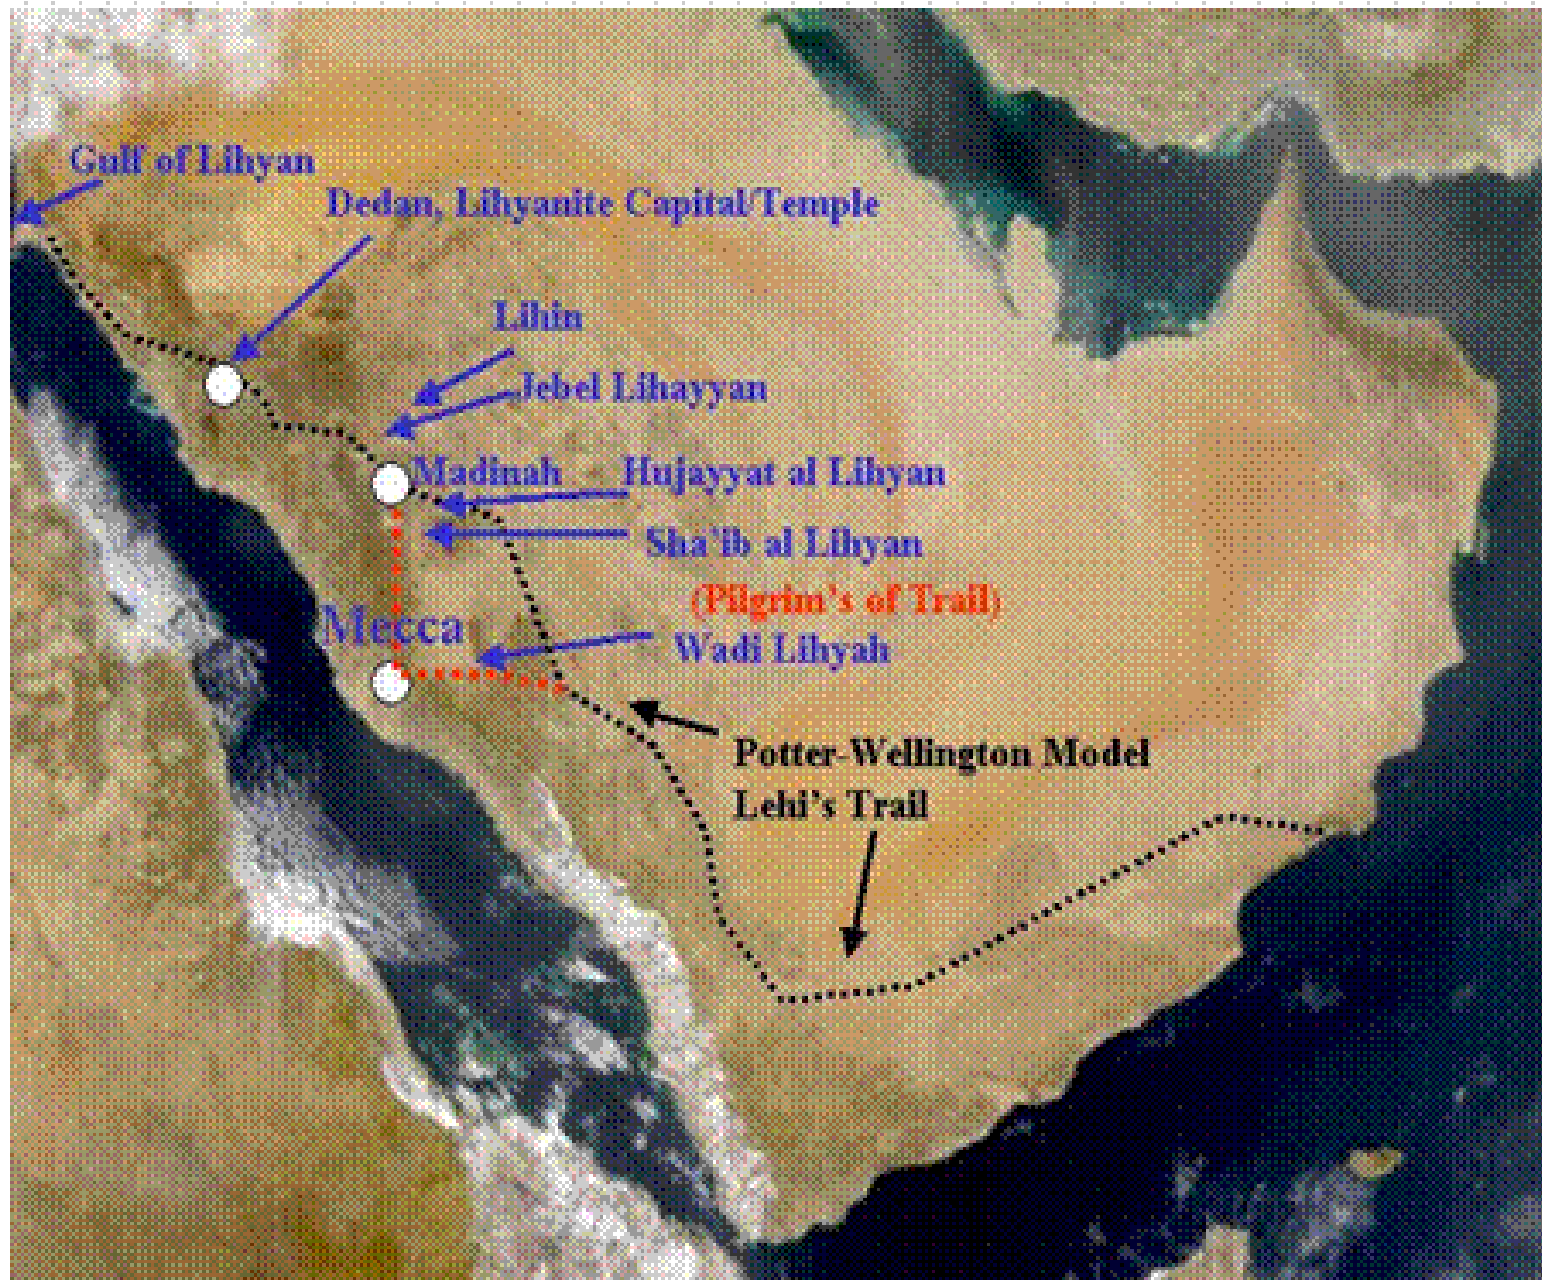 Gulf of Lihyan
Dedan, Lihyanite Capital/Temple
Lihin
Jebel Lihayyan
Madinah
Hujayyat al Lihyan
Sha'ib al Lihyan
(Pilgrim's of Trail)
Mecca
Wadi Lihyah
Potter-Wellington Model
Lehi's Trail